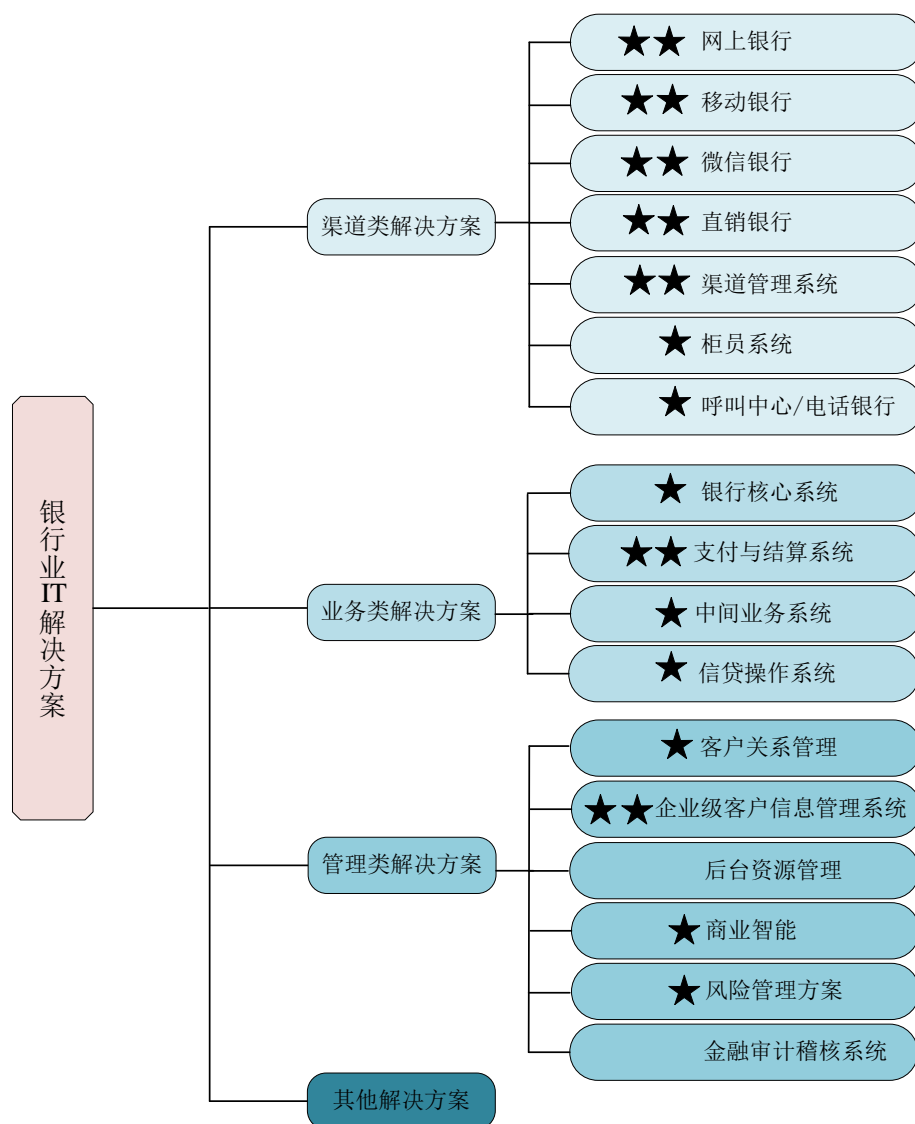 银行业IT解决方案
渠道类解决方案
★★ 网上银行
★★ 移动银行
★★ 微信银行
★★ 直销银行
★★ 渠道管理系统
★ 柜员系统
★ 呼叫中心/电话银行
业务类解决方案
★ 银行核心系统
★★ 支付与结算系统
★ 中间业务系统
★ 信贷操作系统
管理类解决方案
★ 客户关系管理
★★ 企业级客户信息管理系统
后台资源管理
★ 商业智能
★ 风险管理方案
金融审计稽核系统
其他解决方案